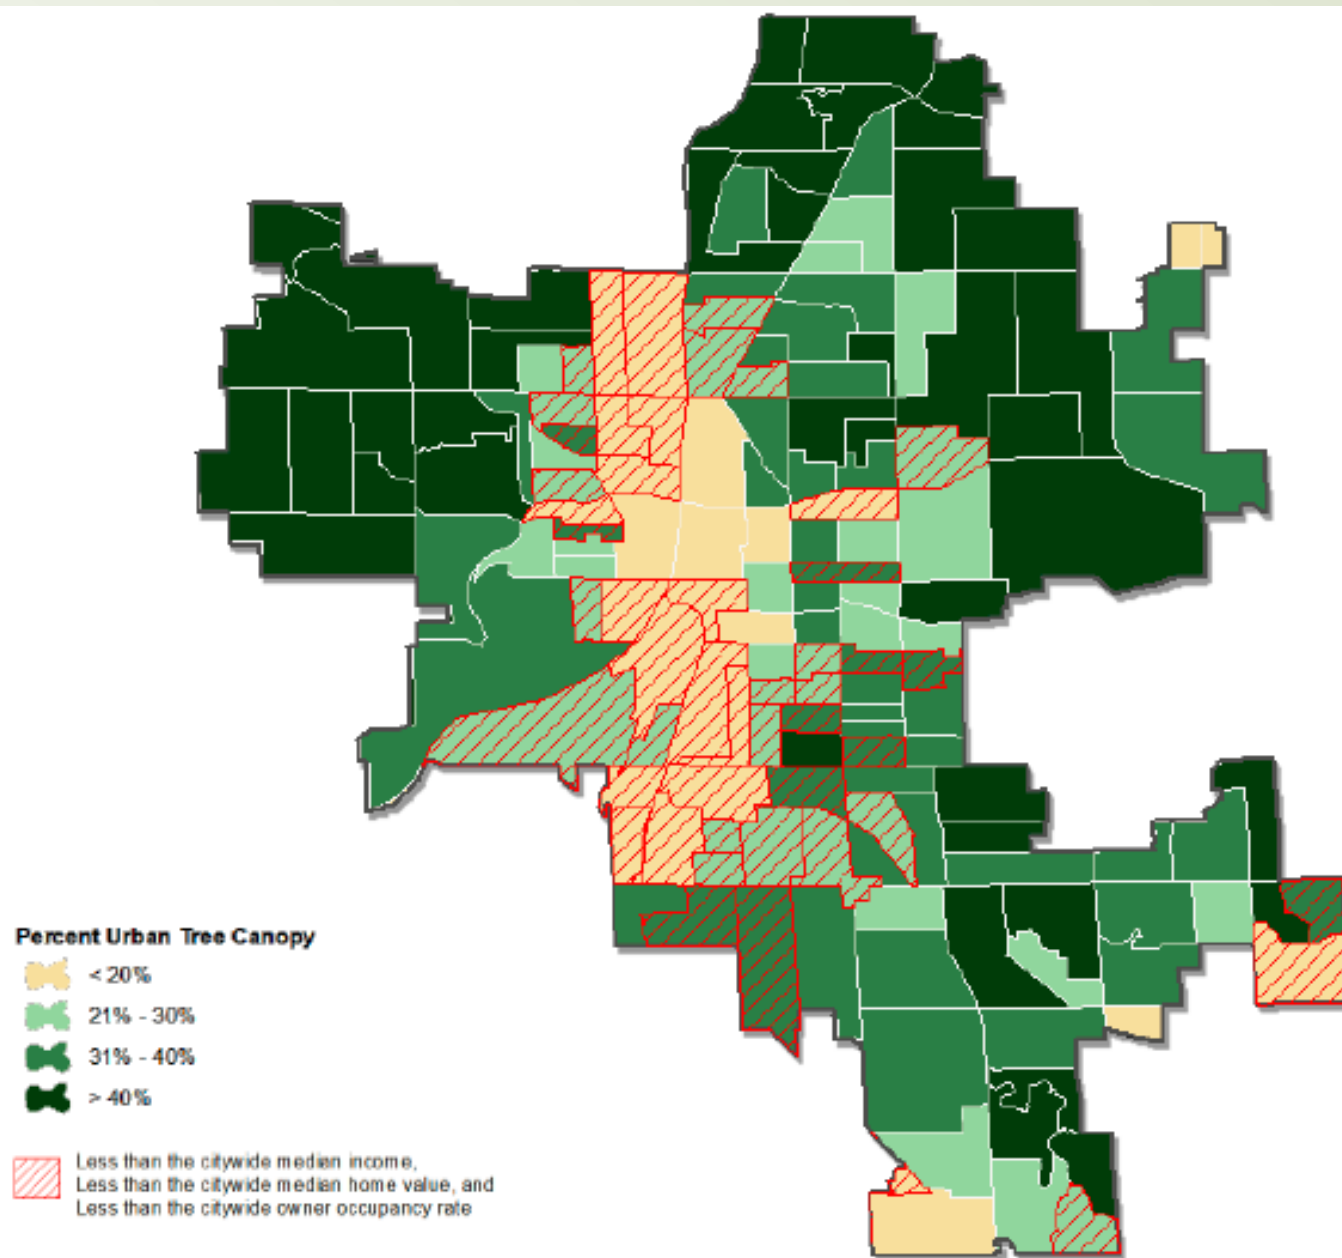 Percent Urban Tree Canopy
< 20%
21% - 30%
31% - 40%
> 40%
Less than the citywide median income,
Less than the citywide median home value, and
Less than the citywide owner occupancy rate